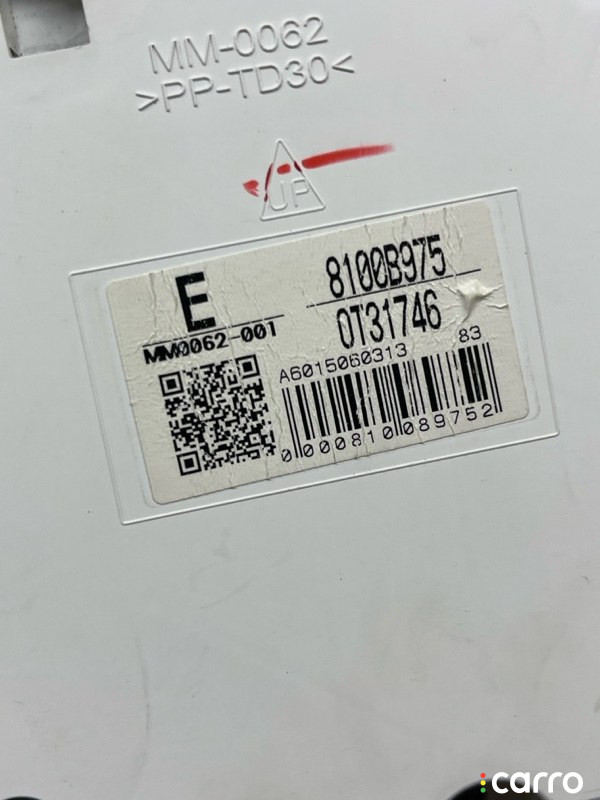 MM-0062
>PP-TD30<
UP
E
8100B975
MM0062-001
0T31746
A6015060313
83
0000810089752
carro